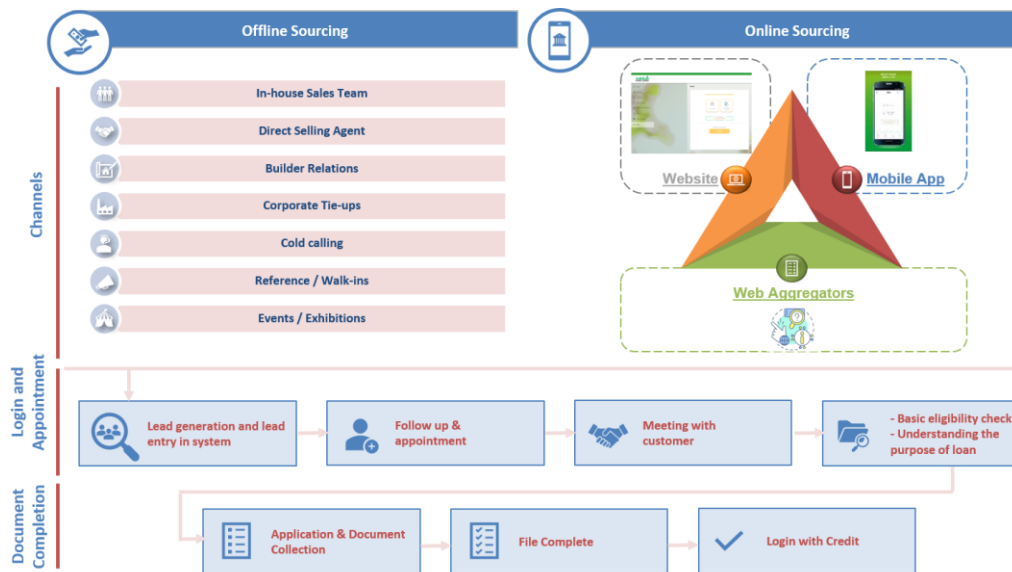 Offline Sourcing
Online Sourcing
Channels
In-house Sales Team
Direct Selling Agent
Builder Relations
Corporate Tie-ups
Cold calling
Reference / Walk-ins
Events / Exhibitions
Website
Mobile App
Web Aggregators
Login and
Appointment
Lead generation and lead
entry in system
Follow up &
appointment
Meeting with
customer
- Basic eligibility check
- Understanding the
purpose of loan
Document
Completion
Application & Document
Collection
File Complete
Login with Credit